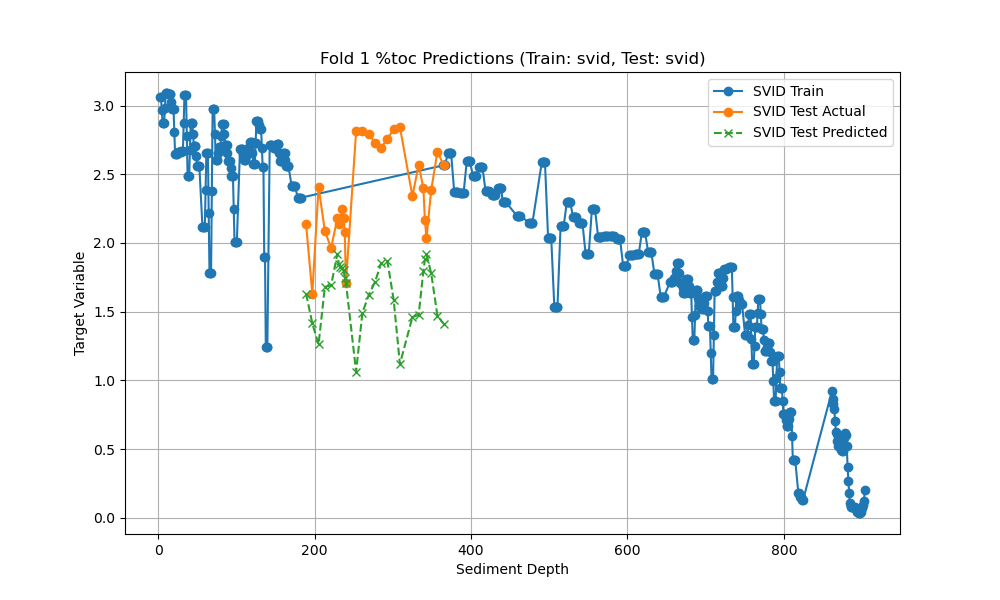 Fold 1 %toc Predictions (Train: svid, Test: svid)
SVID Train
SVID Test Actual
SVID Test Predicted
Target Variable
3.0
2.5
2.0
1.5
1.0
0.5
0.0
0 200 400 600 800
Sediment Depth